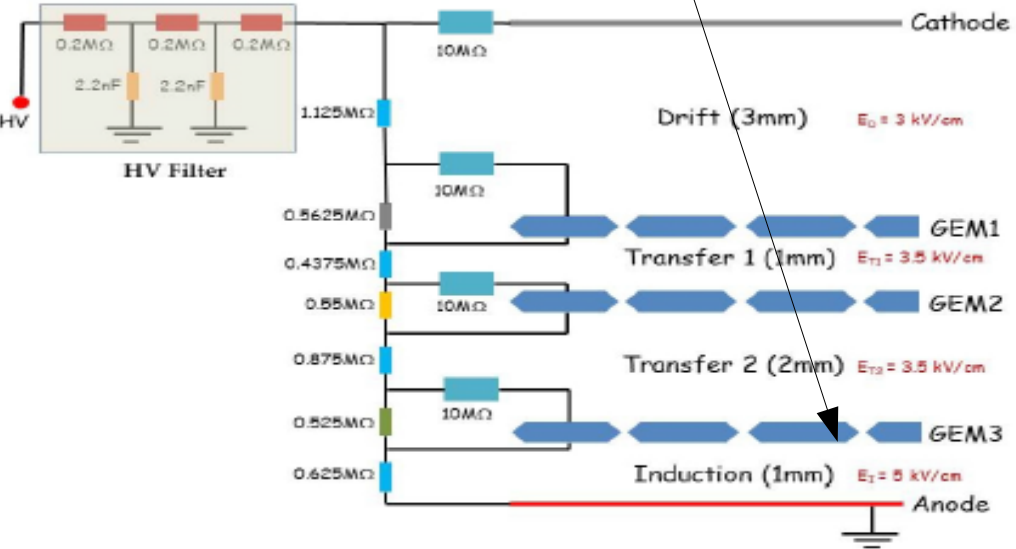 Cathode
0.2MΩ 0.2MΩ 0.2MΩ
10MΩ
2.2nF 2.2nF
HV
1.125MΩ
Drift (3mm) E_D = 3 kV/cm
HV Filter
10MΩ
0.5625MΩ
GEM1
0.4375MΩ
Transfer 1 (1mm) E_T1 = 3.5 kV/cm
0.55MΩ
10MΩ
GEM2
0.875MΩ
Transfer 2 (2mm) E_T2 = 3.5 kV/cm
10MΩ
0.525MΩ
GEM3
0.625MΩ
Induction (1mm) E_I = 5 kV/cm
Anode